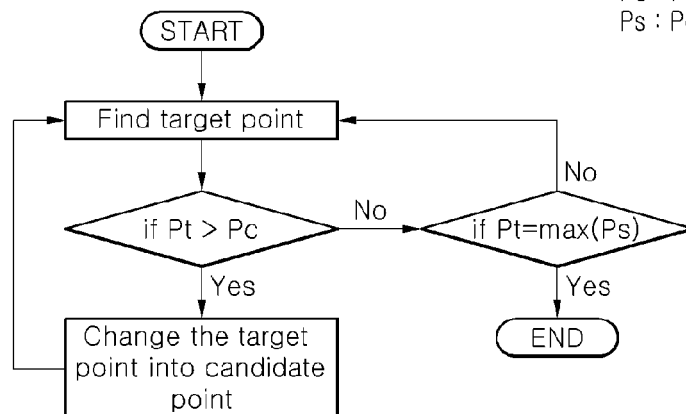 START
Ps : P
Find target point
No
if Pt > Pc
No
if Pt=max(Ps)
Yes
Yes
Change the target
point into candidate
point
END